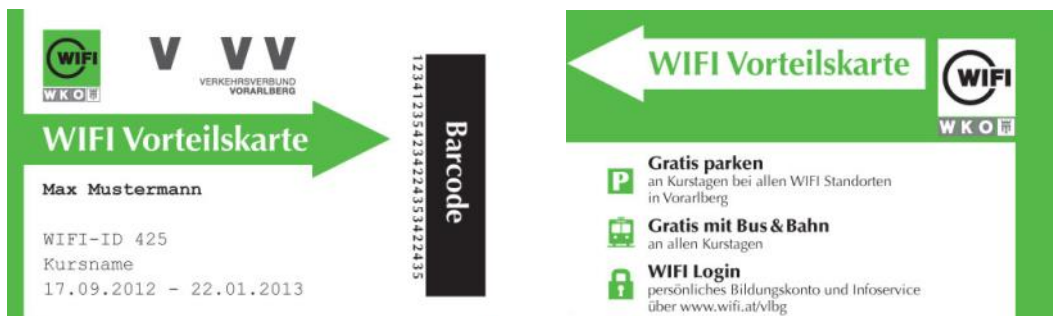 WIFI
WKO
V VV
VERKEHRSVERBUND
VORARLBERG
WIFI Vorteilskarte
Max Mustermann
WIFI-ID 425
Kursname
17.09.2012 - 22.01.2013
Barcode
WIFI Vorteilskarte
WIFI
WKO
P
Gratis parken
an Kurstagen bei allen WIFI Standorten
in Vorarlberg
Gratis mit Bus & Bahn
an allen Kurstagen
WIFI Login
persönliches Bildungskonto und Infoservice
über www.wifi.at/vlbg